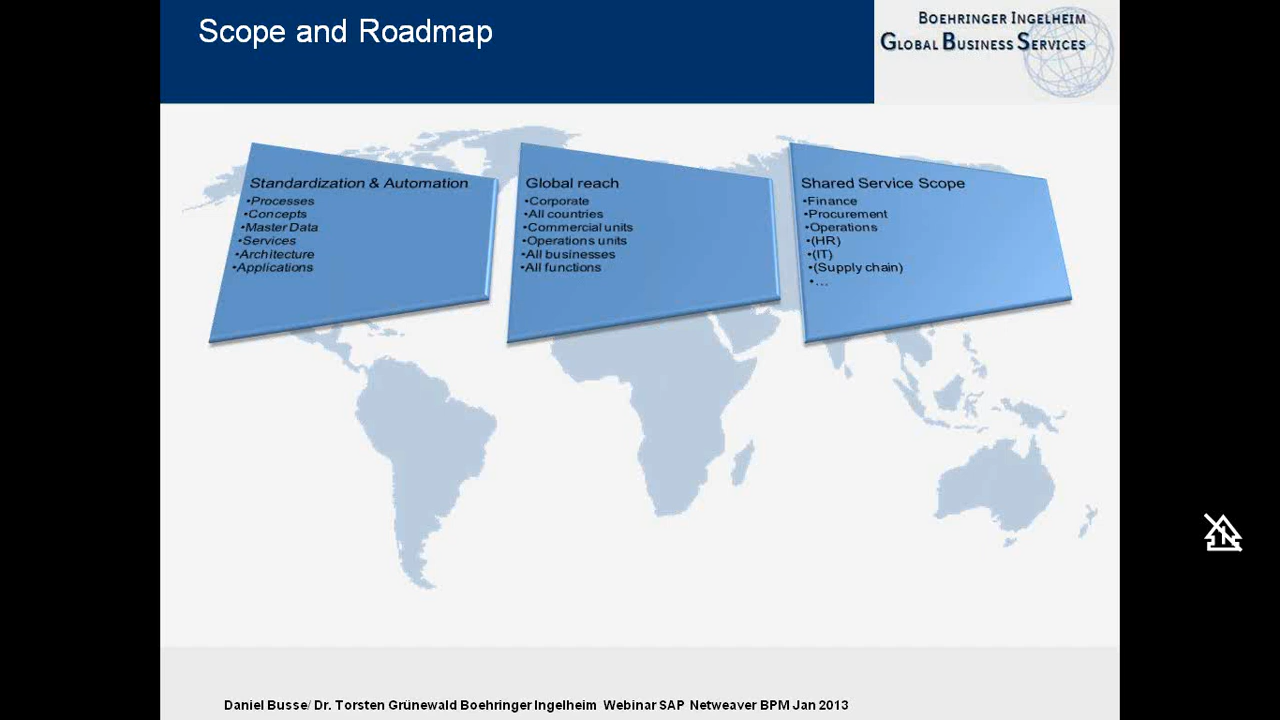 Scope and Roadmap
BOEHRINGER INGELHEIM
GLOBAL BUSINESS SERVICES
Standardization & Automation
•Processes
•Concepts
•Master Data
•Services
•Architecture
•Applications
Global reach
•Corporate
•All countries
•Commercial units
•Operations units
•All businesses
•All functions
Shared Service Scope
•Finance
•Procurement
•Operations
•(HR)
•(IT)
•(Supply chain)
•…
Daniel Busse/ Dr. Torsten Grünewald Boehringer Ingelheim Webinar SAP Netweaver BPM Jan 2013